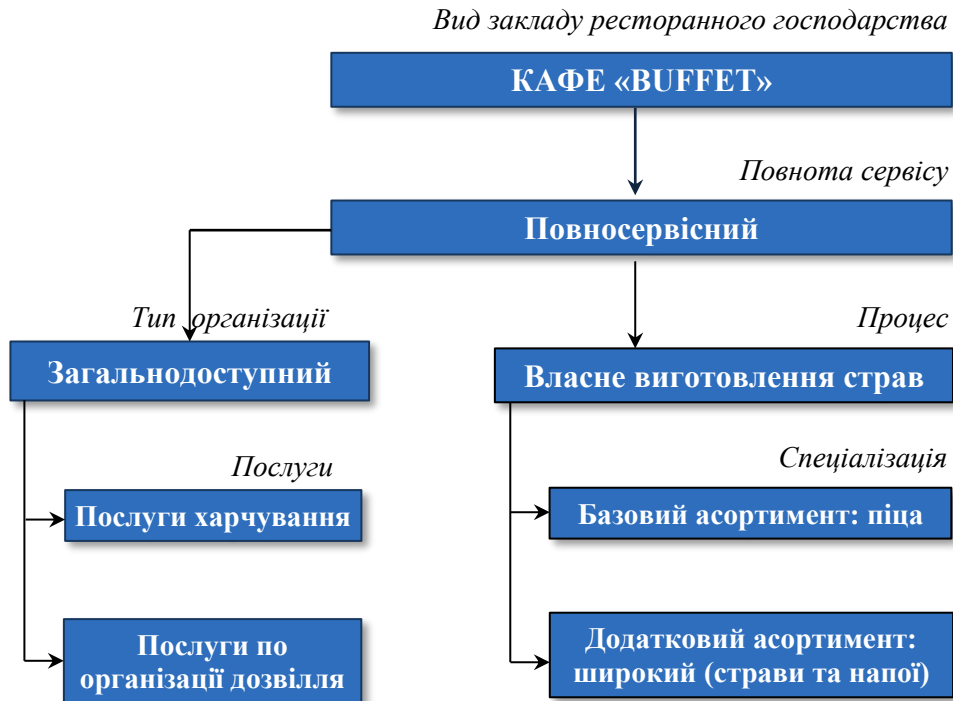 Вид закладу ресторанного господарства
КАФЕ «BUFFET»
Повнота сервісу
Повносервісний
Тип організації
Процес
Загальнодоступний
Власне виготовлення страв
Послуги
Спеціалізація
Послуги харчування
Базовий асортимент: піца
Послуги по
організації дозвілля
Додатковий асортимент:
широкий (страви та напої)